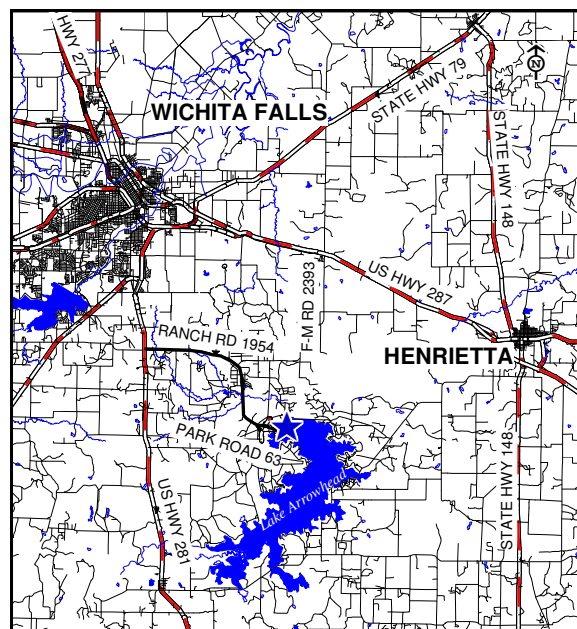 HWY 277
WICHITA FALLS
STATE HWY 79
N
STATE HWY 148
US HWY 287
F-M RD 2393
RANCH RD 1954
HENRIETTA
PARK ROAD 63
Lake Arrowhead
STATE HWY 148
US HWY 281